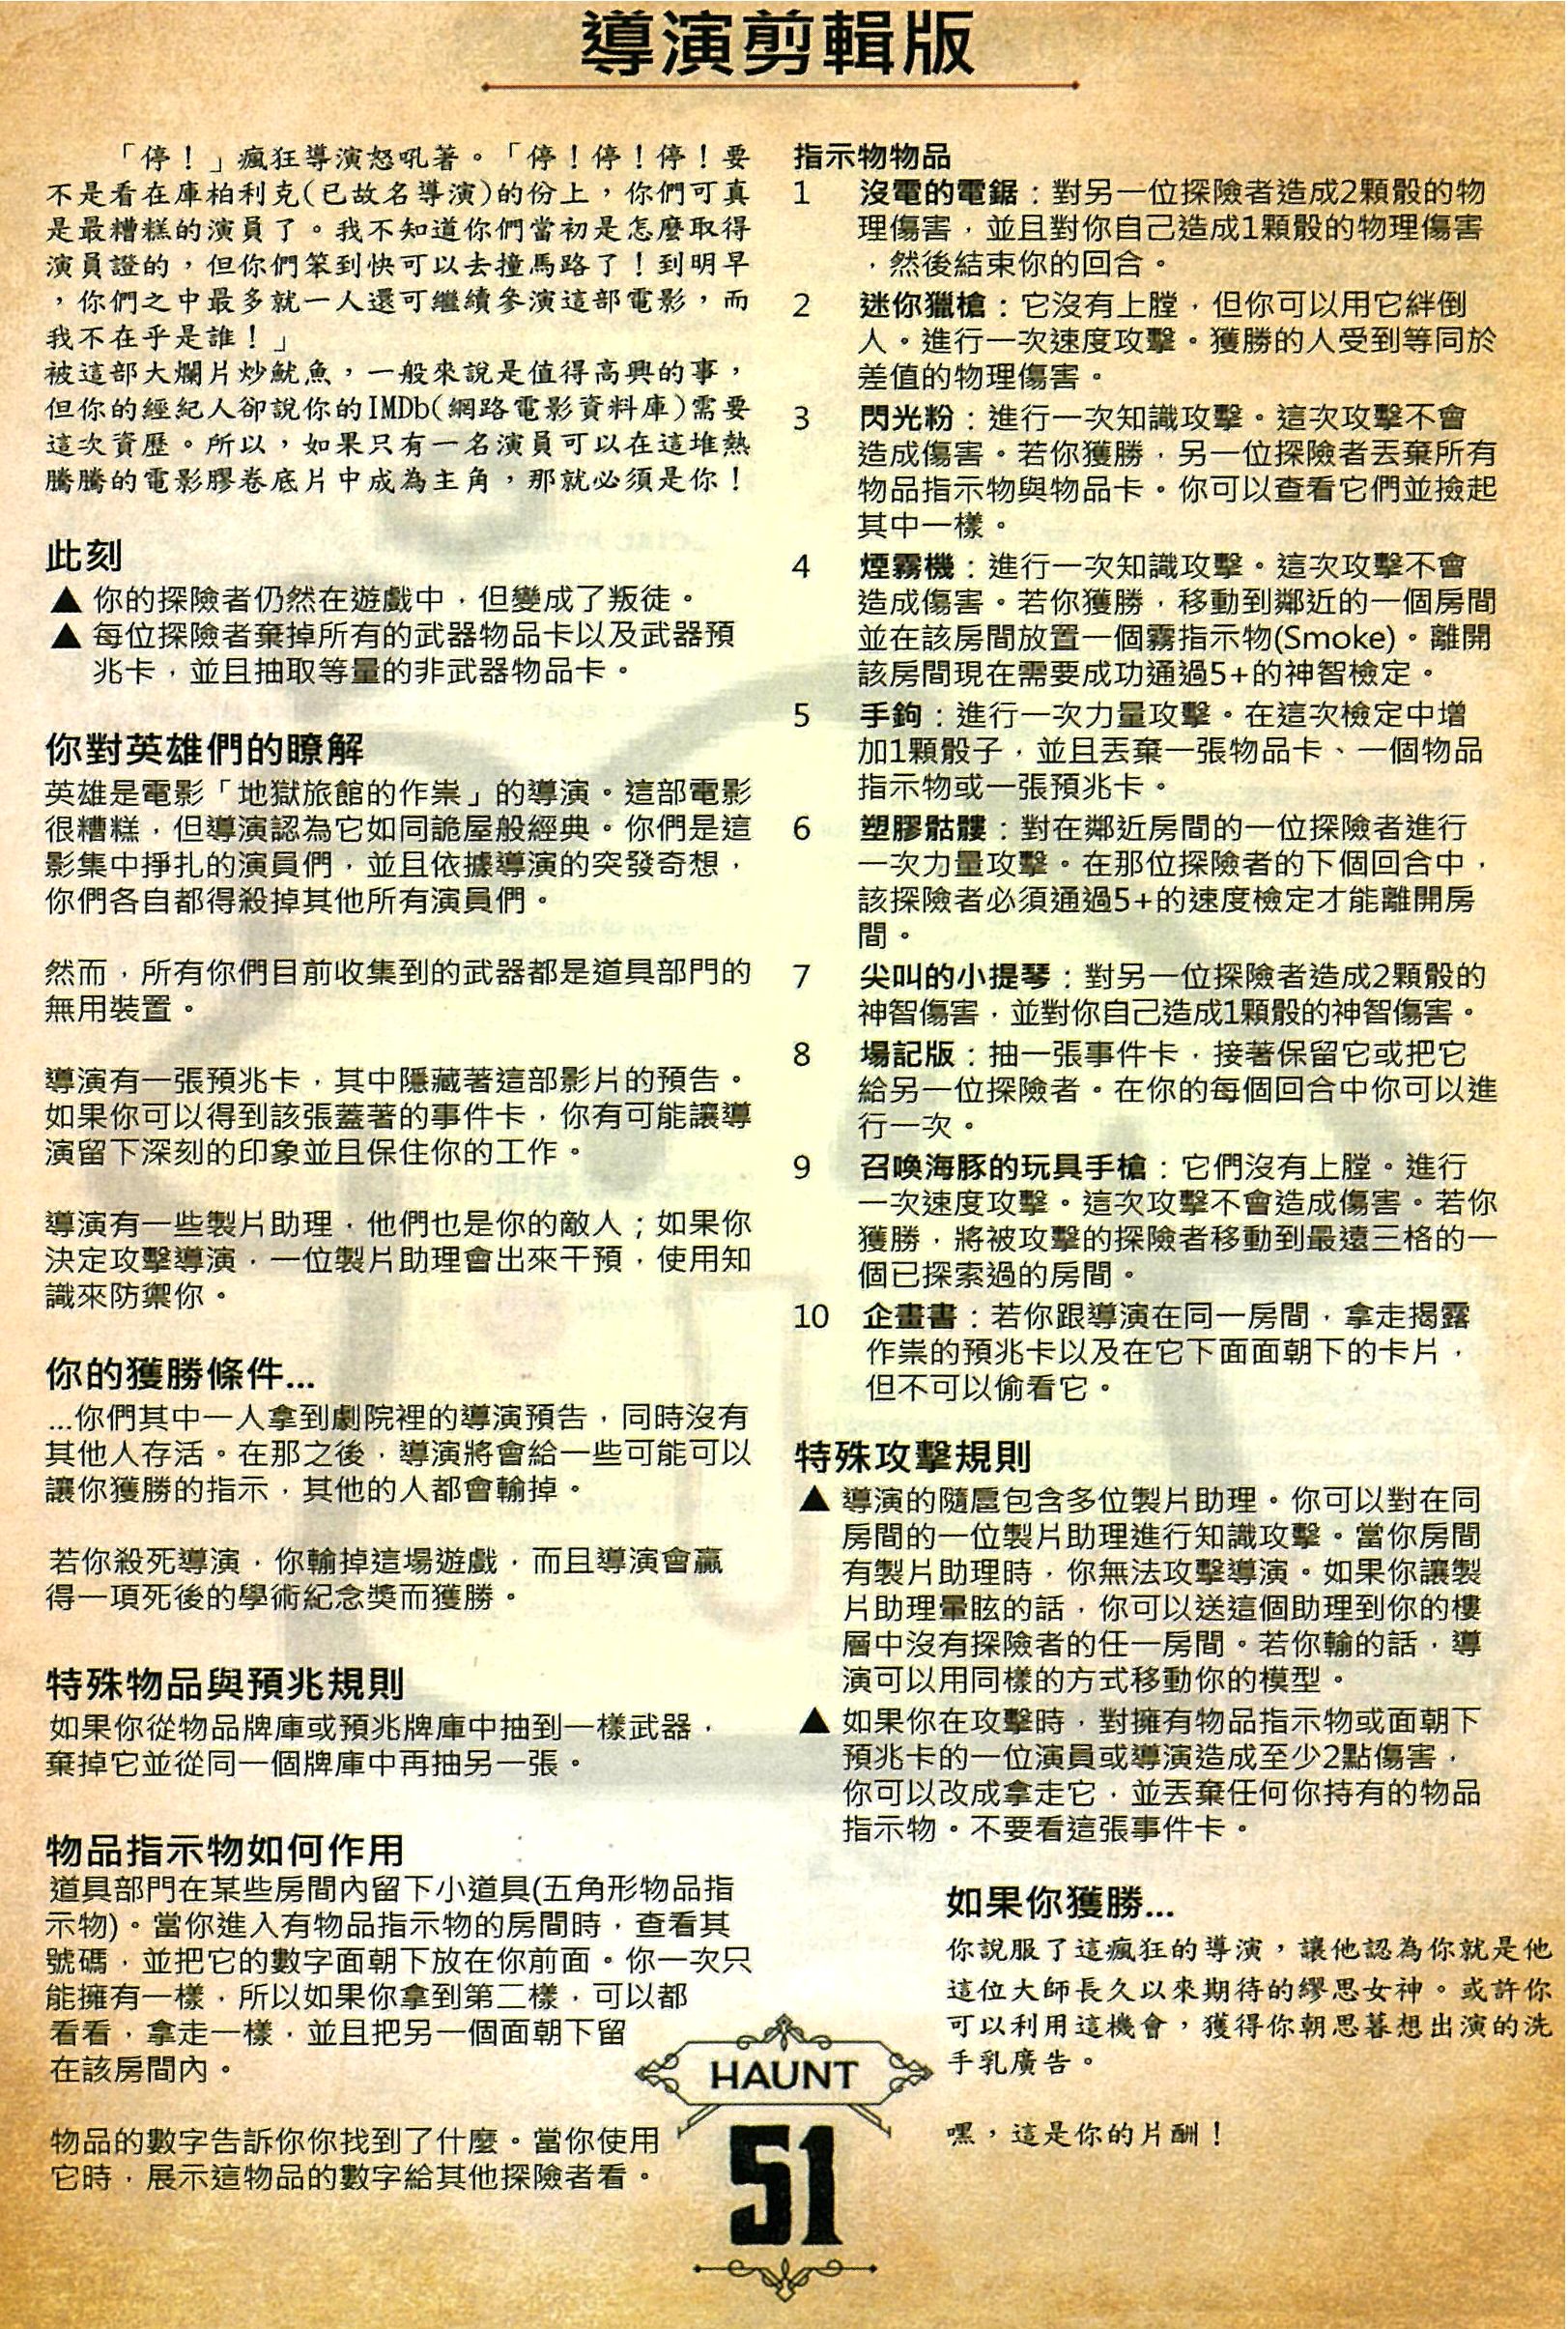 導演剪輯版
「停！」瘋狂導演怒吼著。「停！停！停！要
不是看在庫柏利克(已故名導演)的份上，你們可真
是最糟糕的演員了。我不知道你們當初是怎麼取得
演員證的，但你們笨到快可以去撞馬路了！到明早
，你們之中最多就一人還可繼續參演這部電影，而
我不在乎是誰！」
被這部大爛片炒魷魚，一般來說是值得高興的事，
但你的經紀人卻說你的IMDb(網路電影資料庫)需要
這次資歷。所以，如果只有一名演員可以在這堆熱
騰騰的電影膠卷底片中成為主角，那就必須是你！
此刻
▲ 你的探險者仍然在遊戲中，但變成了叛徒。
▲ 每位探險者棄掉所有的武器物品卡以及武器預
兆卡，並且抽取等量的非武器物品卡。
你對英雄們的瞭解
英雄是電影「地獄旅館的作祟」的導演。這部電影
很糟糕，但導演認為它如同詭屋般經典。你們是這
影集中掙扎的演員們，並且依據導演的突發奇想，
你們各自都得殺掉其他所有演員們。
然而，所有你們目前收集到的武器都是道具部門的
無用裝置。
導演有一張預兆卡，其中隱藏著這部影片的預告。
如果你可以得到該張蓋著的事件卡，你有可能讓導
演留下深刻的印象並且保住你的工作。
導演有一些製片助理，他們也是你的敵人；如果你
決定攻擊導演，一位製片助理會出來干預，使用知
識來防禦你。
你的獲勝條件...
...你們其中一人拿到劇院裡的導演預告，同時沒有
其他人存活。在那之後，導演將會給一些可能可以
讓你獲勝的指示，其他的人都會輸掉。
若你殺死導演，你輸掉這場遊戲，而且導演會贏
得一項死後的學術紀念獎而獲勝。
特殊物品與預兆規則
如果你從物品牌庫或預兆牌庫中抽到一樣武器，
棄掉它並從同一個牌庫中再抽另一張。
物品指示物如何作用
道具部門在某些房間內留下小道具(五角形物品指
示物)。當你進入有物品指示物的房間時，查看其
號碼，並把它的數字面朝下放在你前面。你一次只
能擁有一樣，所以如果你拿到第二樣，可以都
看看，拿走一樣，並且把另一個面朝下留
在該房間內。
物品的數字告訴你你找到了什麼。當你使用
它時，展示這物品的數字給其他探險者看。
指示物物品
1 沒電的電鋸：對另一位探險者造成2顆骰的物
理傷害，並且對你自己造成1顆骰的物理傷害
，然後結束你的回合。
2 迷你獵槍：它沒有上膛，但你可以用它絆倒
人。進行一次速度攻擊。獲勝的人受到等同於
差值的物理傷害。
3 閃光粉：進行一次知識攻擊。這次攻擊不會
造成傷害。若你獲勝，另一位探險者丟棄所有
物品指示物與物品卡。你可以查看它們並撿起
其中一樣。
4 煙霧機：進行一次知識攻擊。這次攻擊不會
造成傷害。若你獲勝，移動到鄰近的一個房間
並在該房間放置一個霧指示物(Smoke)。離開
該房間現在需要成功通過5+的神智檢定。
5 手鉤：進行一次力量攻擊。在這次檢定中增
加1顆骰子，並且丟棄一張物品卡、一個物品
指示物或一張預兆卡。
6 塑膠骷髏：對在鄰近房間的一位探險者進行
一次力量攻擊。在那位探險者的下個回合中，
該探險者必須通過5+的速度檢定才能離開房
間。
7 尖叫的小提琴：對另一位探險者造成2顆骰的
神智傷害，並對你自己造成1顆骰的神智傷害。
8 場記版：抽一張事件卡，接著保留它或把它
給另一位探險者。在你的每個回合中你可以進
行一次。
9 召喚海豚的玩具手槍：它們沒有上膛。進行
一次速度攻擊。這次攻擊不會造成傷害。若你
獲勝，將被攻擊的探險者移動到最遠三格的一
個已探索過的房間。
10 企畫書：若你跟導演在同一房間，拿走揭露
作祟的預兆卡以及在它下面面朝下的卡片，
但不可以偷看它。
特殊攻擊規則
▲ 導演的隨扈包含多位製片助理。你可以對在同
房間的一位製片助理進行知識攻擊。當你房間
有製片助理時，你無法攻擊導演。如果你讓製
片助理暈眩的話，你可以送這個助理到你的樓
層中沒有探險者的任一房間。若你輸的話，導
演可以用同樣的方式移動你的模型。
▲ 如果你在攻擊時，對擁有物品指示物或面朝下
預兆卡的一位演員或導演造成至少2點傷害，
你可以改成拿走它，並丟棄任何你持有的物品
指示物。不要看這張事件卡。
如果你獲勝...
你說服了這瘋狂的導演，讓他認為你就是他
這位大師長久以來期待的繆思女神。或許你
可以利用這機會，獲得你朝思暮想出演的洗
手乳廣告。
嘿，這是你的片酬！
HAUNT
51